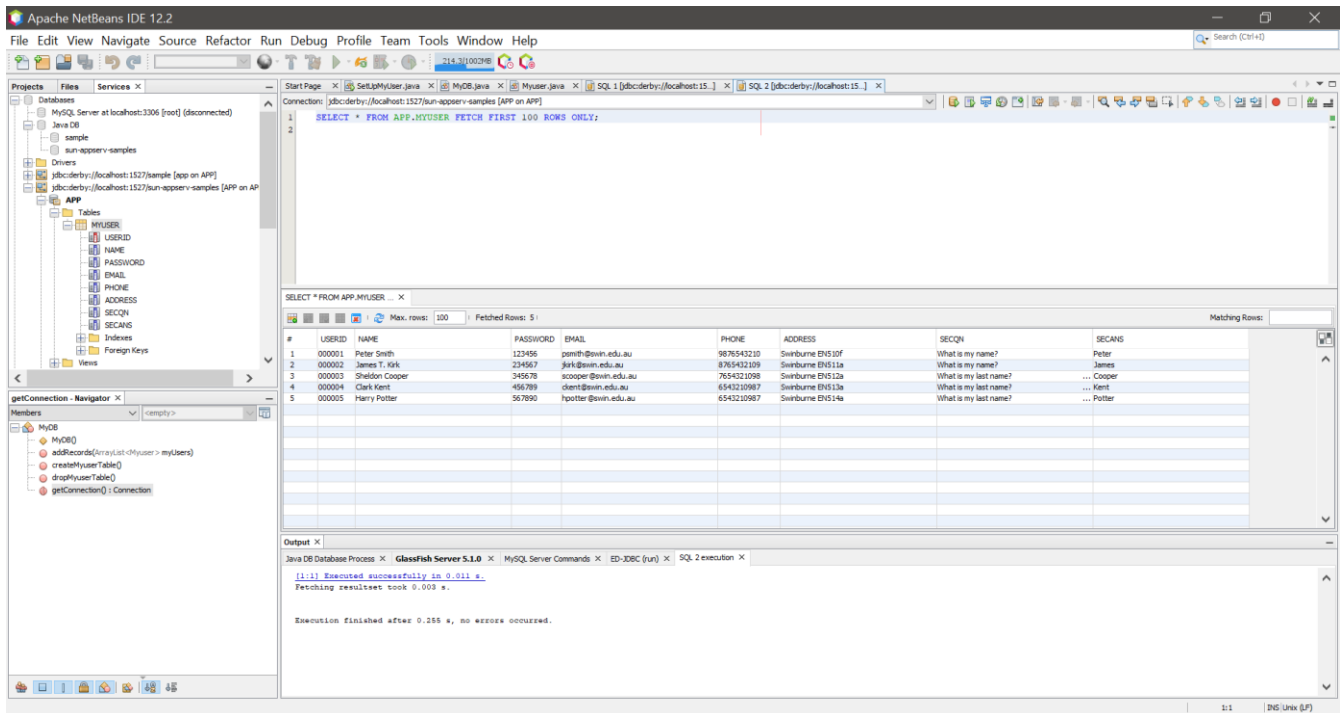 Apache NetBeans IDE 12.2
File Edit View Navigate Source Refactor Run Debug Profile Team Tools Window Help
Search (Ctrl+I)
214.3/1002MB
Projects Files Services
Databases
MySQL Server at localhost:3306 [root] (disconnected)
Java DB
sample
sun-appserv-samples
Drivers
jdbc:derby://localhost:1527/sample [app on APP]
jdbc:derby://localhost:1527/sun-appserv-samples [APP on AP
APP
Tables
MYUSER
USERID
NAME
PASSWORD
EMAIL
PHONE
ADDRESS
SECQN
SECANS
Indexes
Foreign Keys
Views
getConnection - Navigator
Members <empty>
MyDB
MyDB()
addRecords(ArrayList<Myuser> myUsers)
createMyuserTable()
dropMyuserTable()
getConnection() : Connection
Start Page SetUpMyUser.java MyDB.java Myuser.java SQL 1 [jdbc:derby://localhost:15...] SQL 2 [jdbc:derby://localhost:15...]
Connection: jdbc:derby://localhost:1527/sun-appserv-samples [APP on APP]
1 SELECT * FROM APP.MYUSER FETCH FIRST 100 ROWS ONLY;
2
SELECT * FROM APP.MYUSER ...
Max. rows: 100 Fetched Rows: 5 Matching Rows:
# USERID NAME PASSWORD EMAIL PHONE ADDRESS SECQN SECANS
1 000001 Peter Smith 123456 psmith@swin.edu.au 9876543210 Swinburne EN510f What is my name? Peter
2 000002 James T. Kirk 234567 jkirk@swin.edu.au 8765432109 Swinburne EN511a What is my name? James
3 000003 Sheldon Cooper 345678 scooper@swin.edu.au 7654321098 Swinburne EN512a What is my last name? ... Cooper
4 000004 Clark Kent 456789 ckent@swin.edu.au 6543210987 Swinburne EN513a What is my last name? ... Kent
5 000005 Harry Potter 567890 hpotter@swin.edu.au 6543210987 Swinburne EN514a What is my last name? ... Potter
Output
Java DB Database Process GlassFish Server 5.1.0 MySQL Server Commands ED-JDBC (run) SQL 2 execution
[1:1] Executed successfully in 0.011 s.
Fetching resultset took 0.003 s.
Execution finished after 0.255 s, no errors occurred.
1:1 INS Unix (LF)